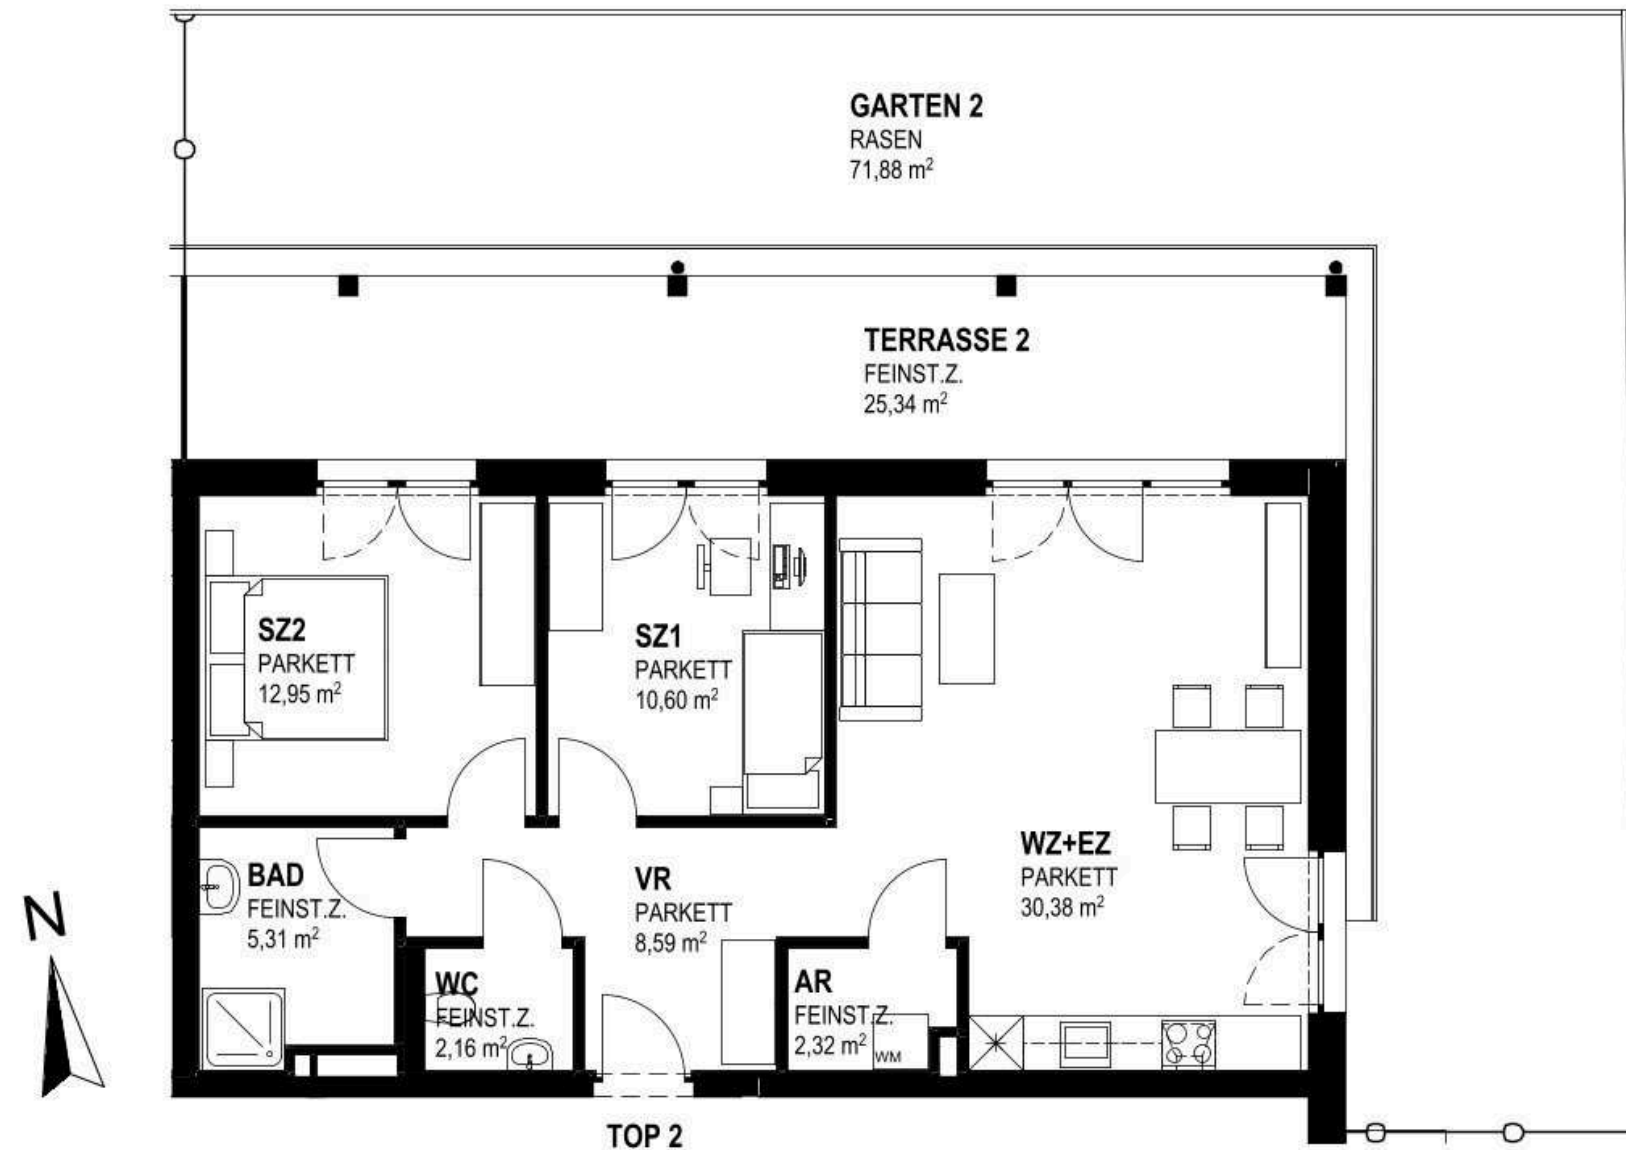 GARTEN 2
RASEN
71,88 m²
TERRASSE 2
FEINST.Z.
25,34 m²
SZ2
PARKETT
12,95 m²
SZ1
PARKETT
10,60 m²
WZ+EZ
PARKETT
30,38 m²
BAD
FEINST.Z.
5,31 m²
VR
PARKETT
8,59 m²
WC
FEINST.Z.
2,16 m²
AR
FEINST.Z.
2,32 m²
WM
N
TOP 2